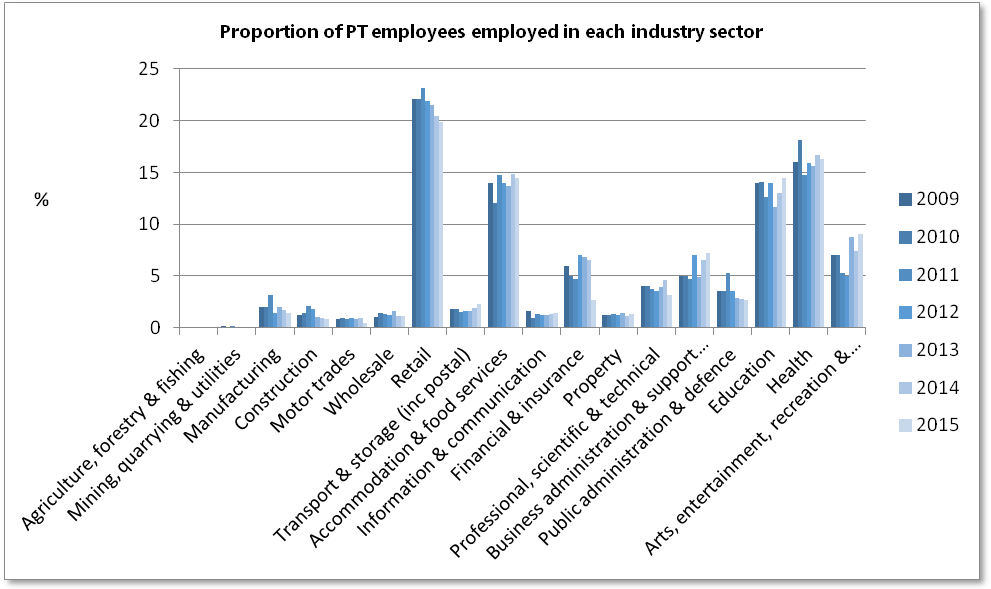 Proportion of PT employees employed in each industry sector
25
20
15
10
5
0
%
Agriculture, forestry & fishing
Mining, quarrying & utilities
Manufacturing
Construction
Motor trades
Wholesale
Retail
Transport & storage (inc postal)
Accommodation & food services
Information & communication
Financial & insurance
Property
Professional, scientific & technical
Business administration & support...
Public administration & defence
Education
Health
Arts, entertainment, recreation &...
2009
2010
2011
2012
2013
2014
2015